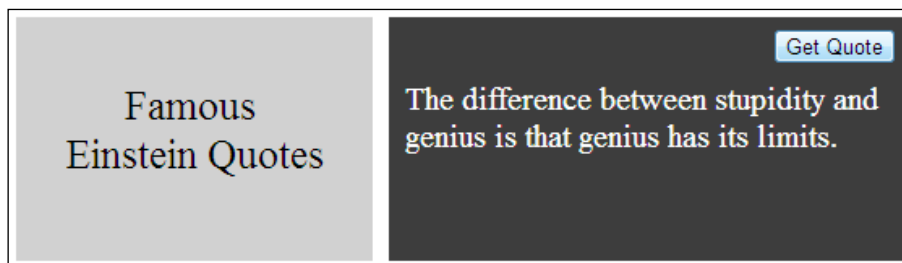 Famous
Einstein Quotes
Get Quote
The difference between stupidity and
genius is that genius has its limits.